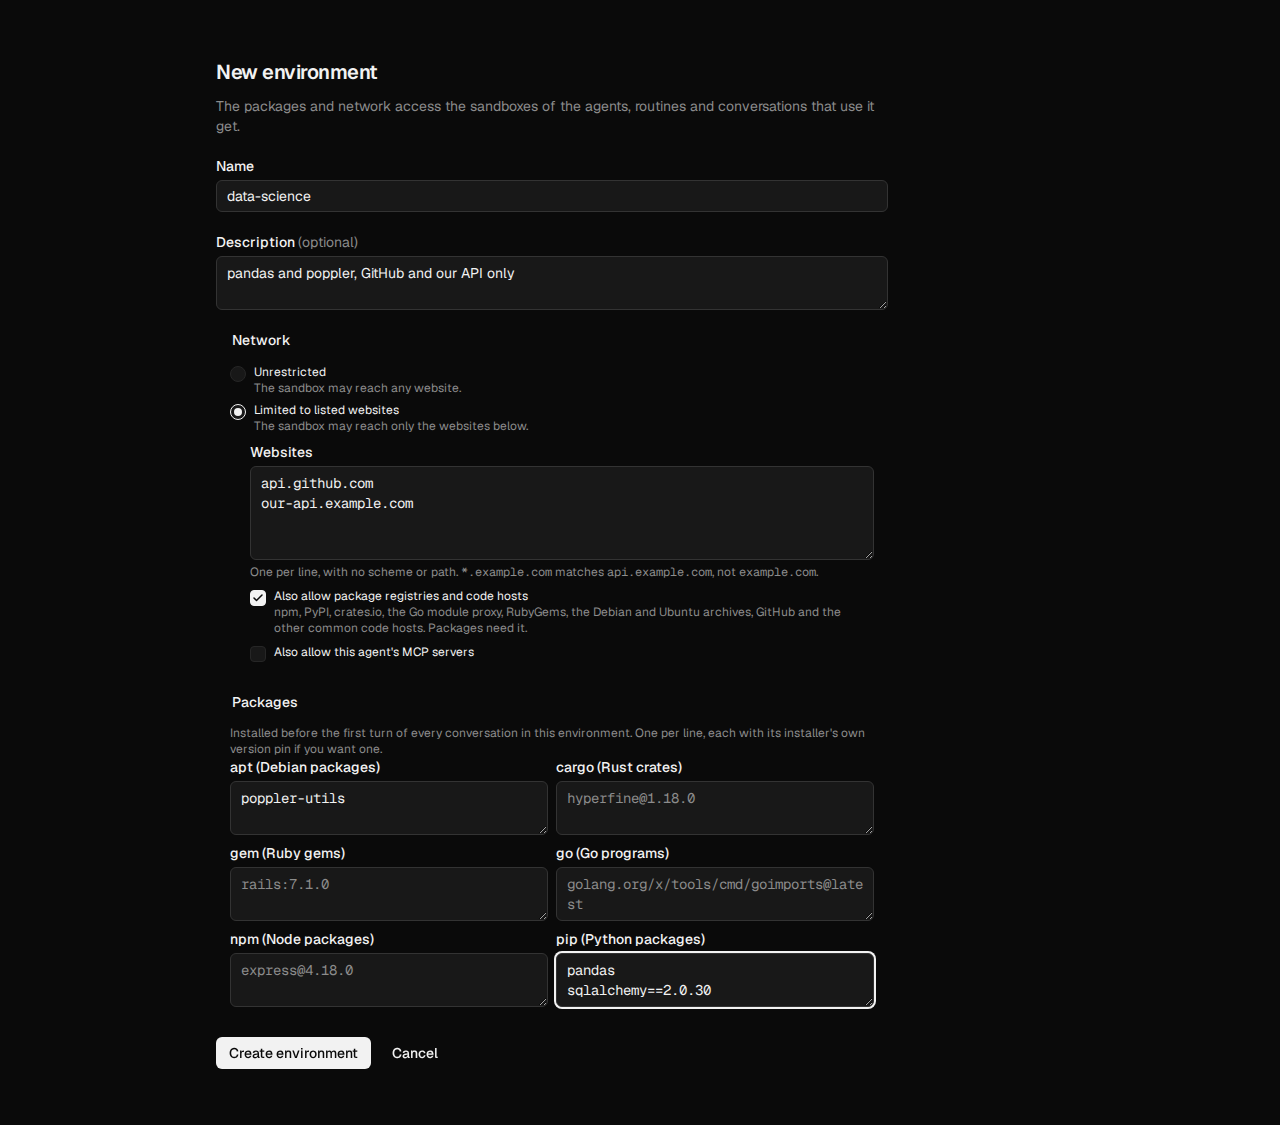 New environment
The packages and network access the sandboxes of the agents, routines and conversations that use it
get.
Name
data-science
Description (optional)
pandas and poppler, GitHub and our API only
Network
Unrestricted
The sandbox may reach any website.
Limited to listed websites
The sandbox may reach only the websites below.
Websites
api.github.com
our-api.example.com
One per line, with no scheme or path. *.example.com matches api.example.com, not example.com.
Also allow package registries and code hosts
npm, PyPI, crates.io, the Go module proxy, RubyGems, the Debian and Ubuntu archives, GitHub and the
other common code hosts. Packages need it.
Also allow this agent's MCP servers
Packages
Installed before the first turn of every conversation in this environment. One per line, each with its installer's own
version pin if you want one.
apt (Debian packages)
poppler-utils
cargo (Rust crates)
hyperfine@1.18.0
gem (Ruby gems)
rails:7.1.0
go (Go programs)
golang.org/x/tools/cmd/goimports@late
st
npm (Node packages)
express@4.18.0
pip (Python packages)
pandas
sqlalchemy==2.0.30
Create environment
Cancel